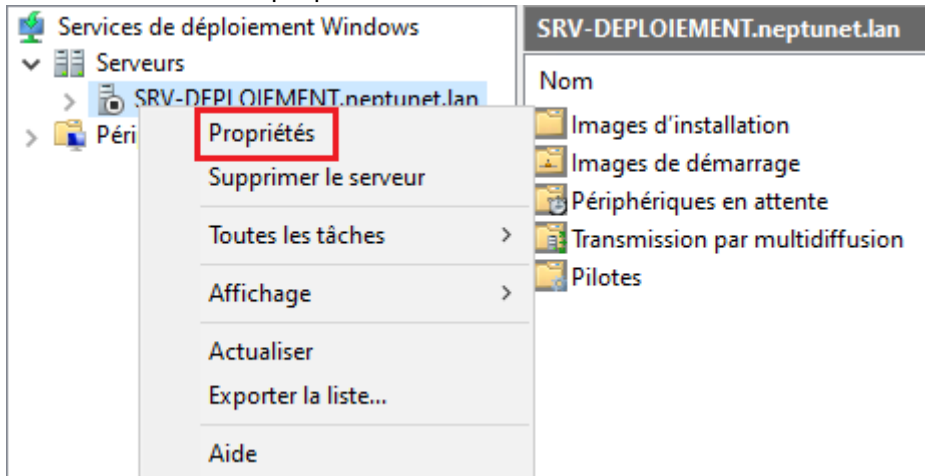 Services de déploiement Windows
Serveurs
SRV-DEPLOIEMENT.neptunet.lan
Péri
Propriétés
Supprimer le serveur
Toutes les tâches
Affichage
Actualiser
Exporter la liste...
Aide
SRV-DEPLOIEMENT.neptunet.lan
Nom
Images d'installation
Images de démarrage
Périphériques en attente
Transmission par multidiffusion
Pilotes